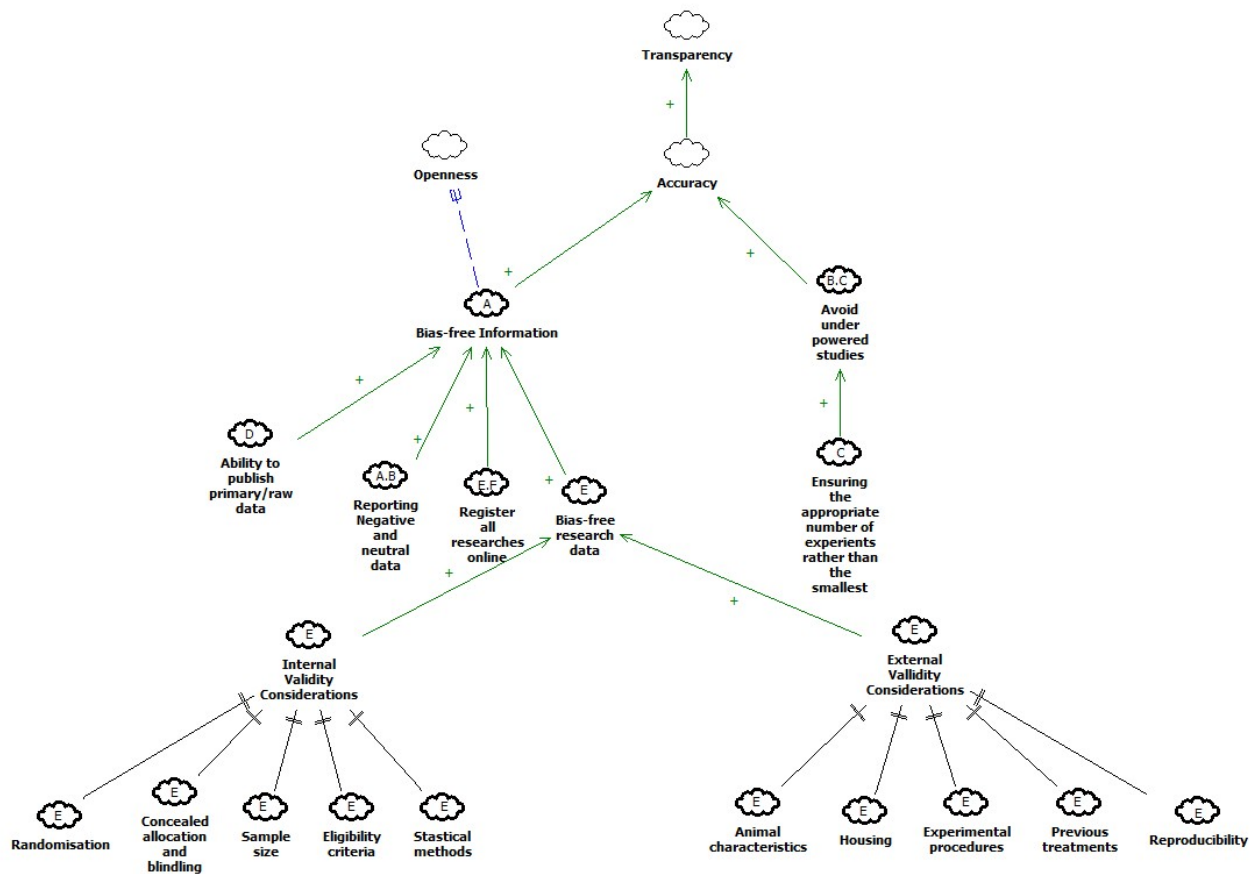 Transparency
+
Openness
Accuracy
+
+
A
Bias-free Information
B.C
Avoid
under
powered
studies
+
+
+
+
+
D
Ability to
publish
primary/raw
data
A.B
Reporting
Negative
and
neutral
data
E.F
Register
all
researches
online
E
Bias-free
research
data
C
Ensuring
the
appropriate
number of
experients
rather than
the
smallest
+
+
E
Internal
Validity
Considerations
E
External
Vallidity
Considerations
E
Randomisation
E
Concealed
allocation
and
blindling
E
Sample
size
E
Eligibility
criteria
E
Stastical
methods
E
Animal
characteristics
E
Housing
E
Experimental
procedures
E
Previous
treatments
E
Reproducibility